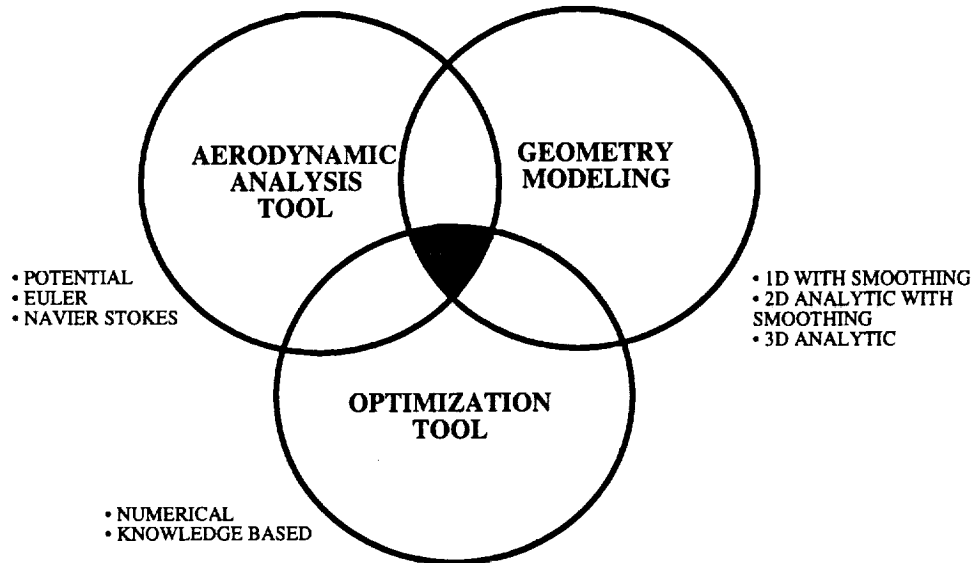 AERODYNAMIC
ANALYSIS
TOOL
GEOMETRY
MODELING
• POTENTIAL
• EULER
• NAVIER STOKES
• 1D WITH SMOOTHING
• 2D ANALYTIC WITH
SMOOTHING
• 3D ANALYTIC
OPTIMIZATION
TOOL
• NUMERICAL
• KNOWLEDGE BASED